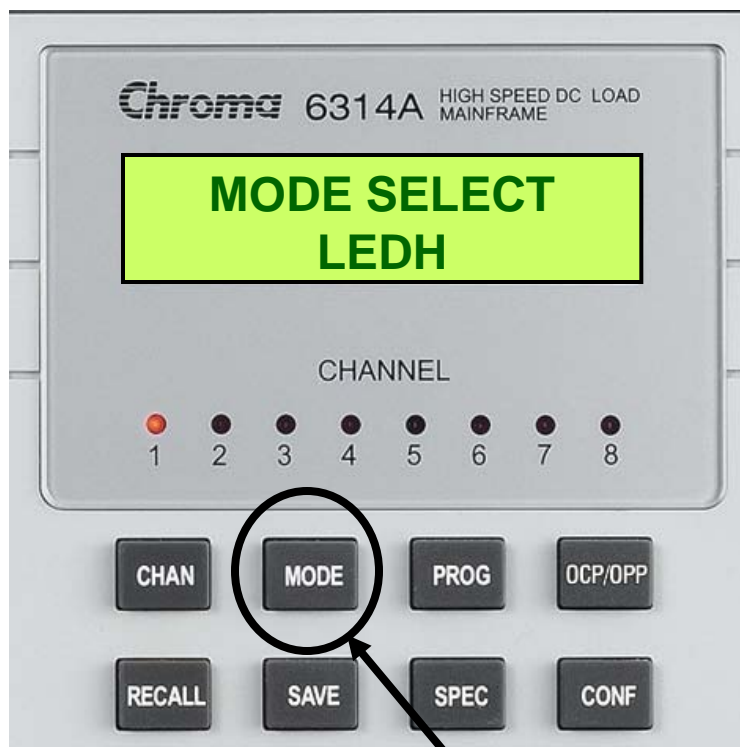 Chroma 6314A HIGH SPEED DC LOAD
MAINFRAME
MODE SELECT
LEDH
CHANNEL
1 2 3 4 5 6 7 8
CHAN MODE PROG OCP/OPP
RECALL SAVE SPEC CONF